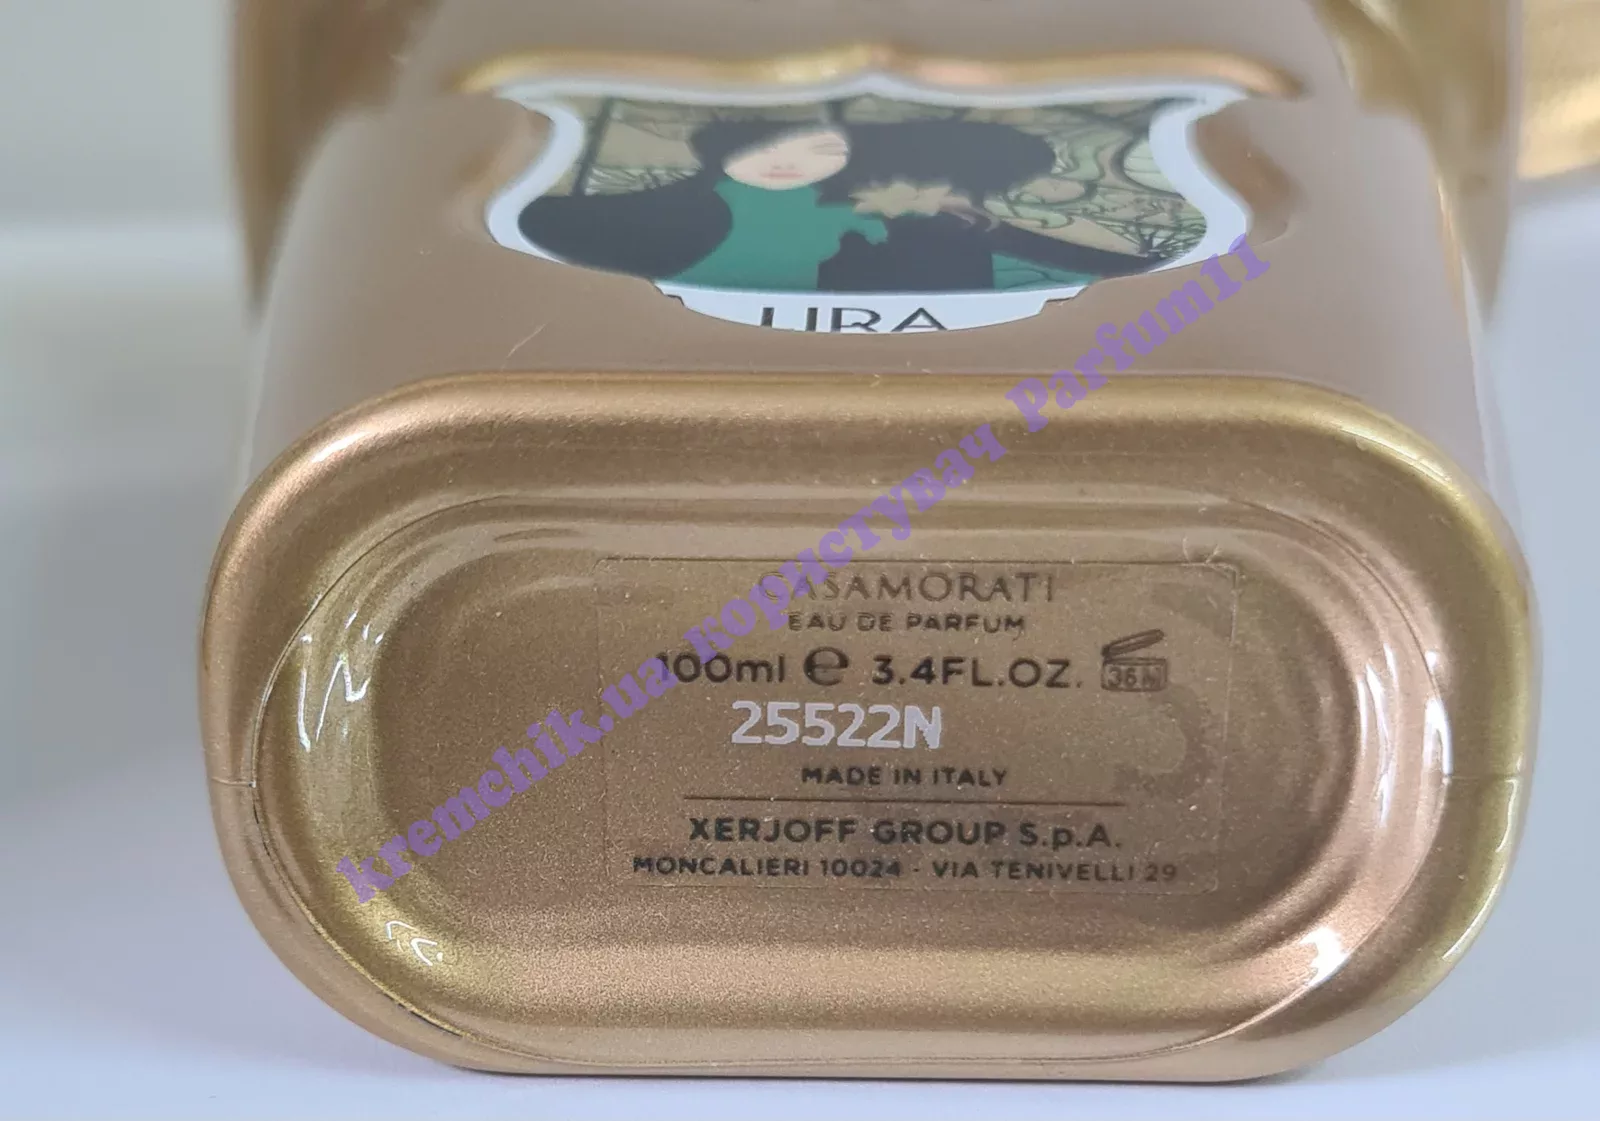 LIRA
CASAMORATI
EAU DE PARFUM
100ml e 3.4FL.OZ. 36 M
25522N
MADE IN ITALY
XERJOFF GROUP S.p.A.
MONCALIERI 10024 - VIA TENIVELLI 29
kremchik.ua користувач Parfum11